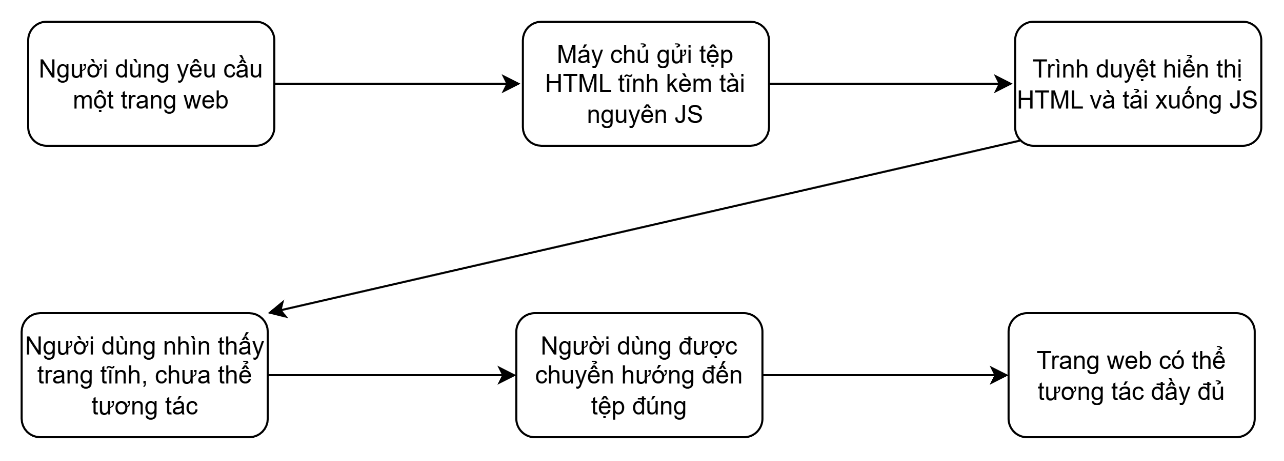 Người dùng yêu cầu
một trang web
Máy chủ gửi tệp
HTML tĩnh kèm tài
nguyên JS
Trình duyệt hiển thị
HTML và tải xuống JS
Người dùng nhìn thấy
trang tĩnh, chưa thể
tương tác
Người dùng được
chuyển hướng đến
tệp đúng
Trang web có thể
tương tác đầy đủ